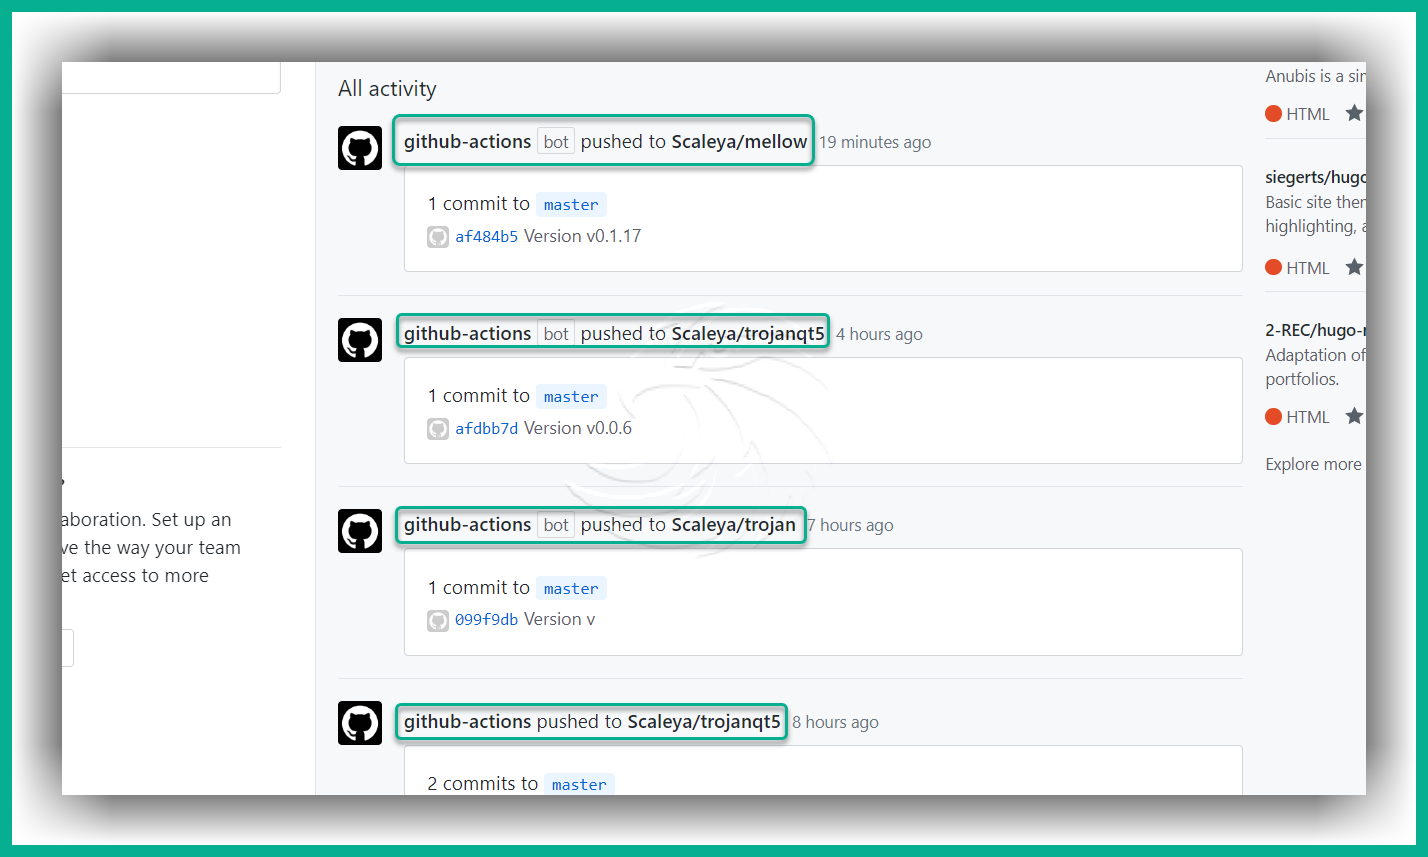 All activity
github-actions bot pushed to Scaleya/mellow 19 minutes ago
1 commit to master
af484b5 Version v0.1.17
github-actions bot pushed to Scaleya/trojanqt5 4 hours ago
1 commit to master
afdbb7d Version v0.0.6
github-actions bot pushed to Scaleya/trojan 7 hours ago
1 commit to master
099f9db Version v
github-actions pushed to Scaleya/trojanqt5 8 hours ago
2 commits to master
aboration. Set up an
ve the way your team
et access to more
Anubis is a sin
HTML
siegerts/hugo
Basic site ther
highlighting, a
HTML
2-REC/hugo-
Adaptation of
portfolios.
HTML
Explore more